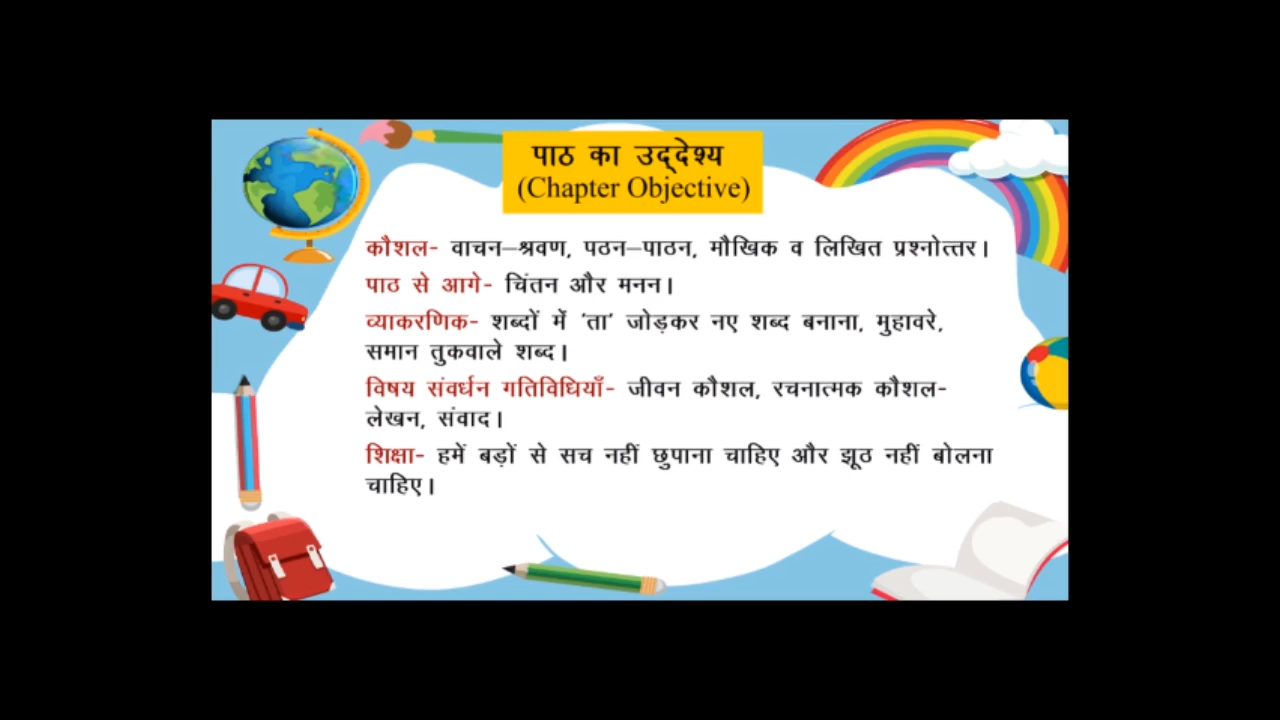 पाठ का उद्‌देश्य
(Chapter Objective)
कौशल- वाचन–श्रवण, पठन–पाठन, मौखिक व लिखित प्रश्नोत्तर।
पाठ से आगे- चिंतन और मनन।
व्याकरणिक- शब्दों में 'ता' जोड़कर नए शब्द बनाना, मुहावरे,
समान तुकवाले शब्द।
विषय संवर्धन गतिविधियाँ- जीवन कौशल, रचनात्मक कौशल-
लेखन, संवाद।
शिक्षा- हमें बड़ों से सच नहीं छुपाना चाहिए और झूठ नहीं बोलना
चाहिए।